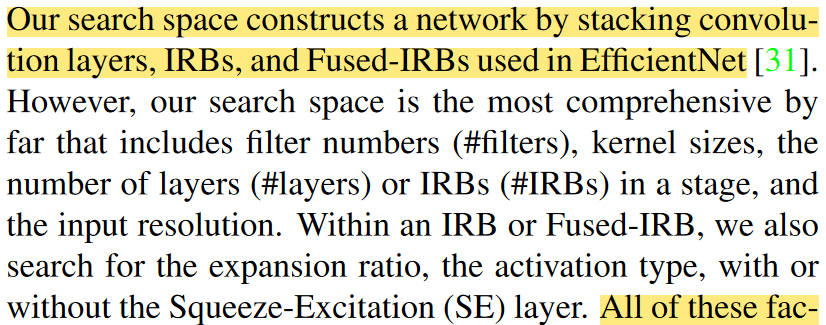 Our search space constructs a network by stacking convolu-
tion layers, IRBs, and Fused-IRBs used in EfficientNet [31].
However, our search space is the most comprehensive by
far that includes filter numbers (#filters), kernel sizes, the
number of layers (#layers) or IRBs (#IRBs) in a stage, and
the input resolution. Within an IRB or Fused-IRB, we also
search for the expansion ratio, the activation type, with or
without the Squeeze-Excitation (SE) layer. All of these fac-